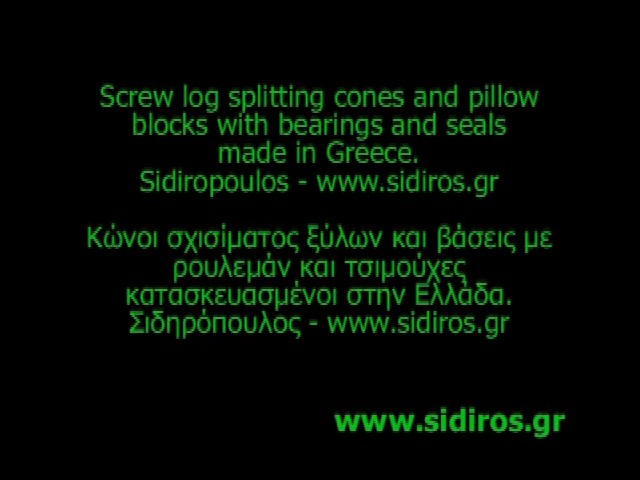 Screw log splitting cones and pillow
blocks with bearings and seals
made in Greece.
Sidiropoulos - www.sidiros.gr
Κώνοι σχισίματος ξύλων και βάσεις με
ρουλεμάν και τσιμούχες
κατασκευασμένοι στην Ελλάδα.
Σιδηρόπουλος - www.sidiros.gr
www.sidiros.gr